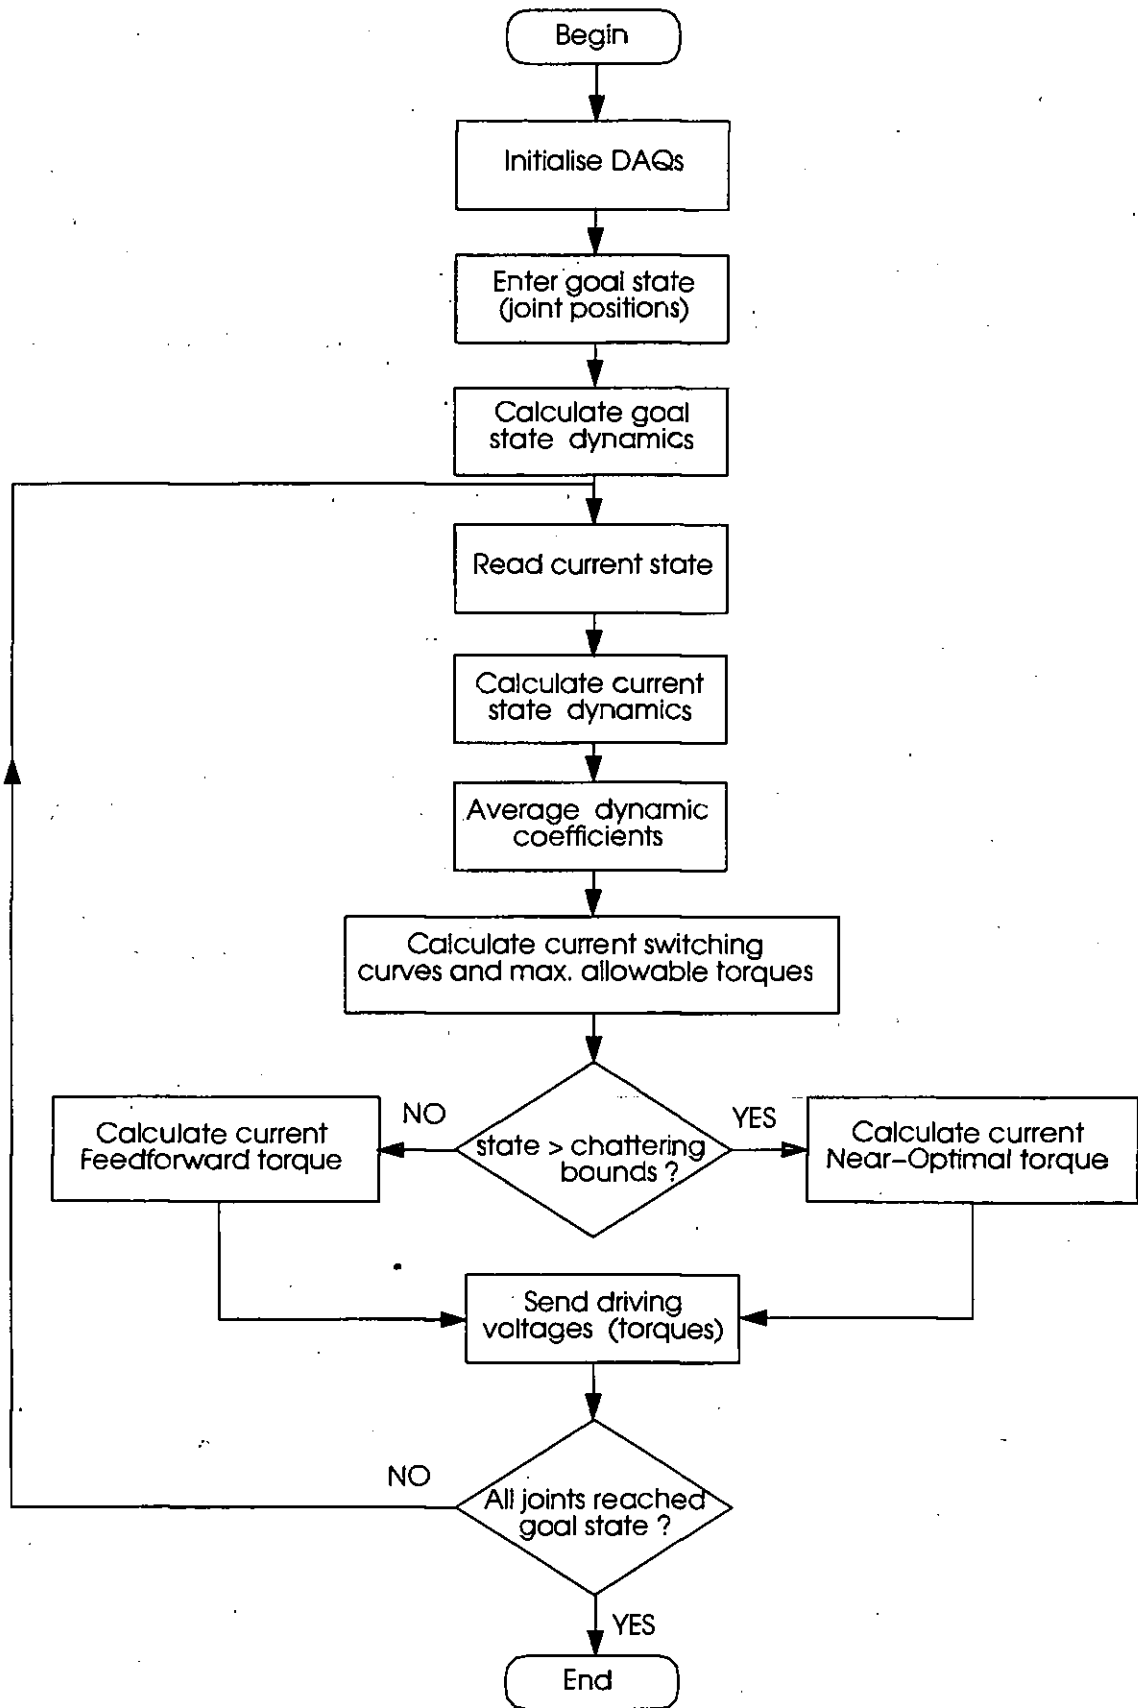 Begin
Initialise DAQs
Enter goal state
(joint positions)
Calculate goal
state dynamics
Read current state
Calculate current
state dynamics
Average dynamic
coefficients
Calculate current switching
curves and max. allowable torques
NO
YES
Calculate current
Feedforward torque
state > chattering
bounds ?
Calculate current
Near-Optimal torque
Send driving
voltages (torques)
NO
All joints reached
goal state ?
YES
End